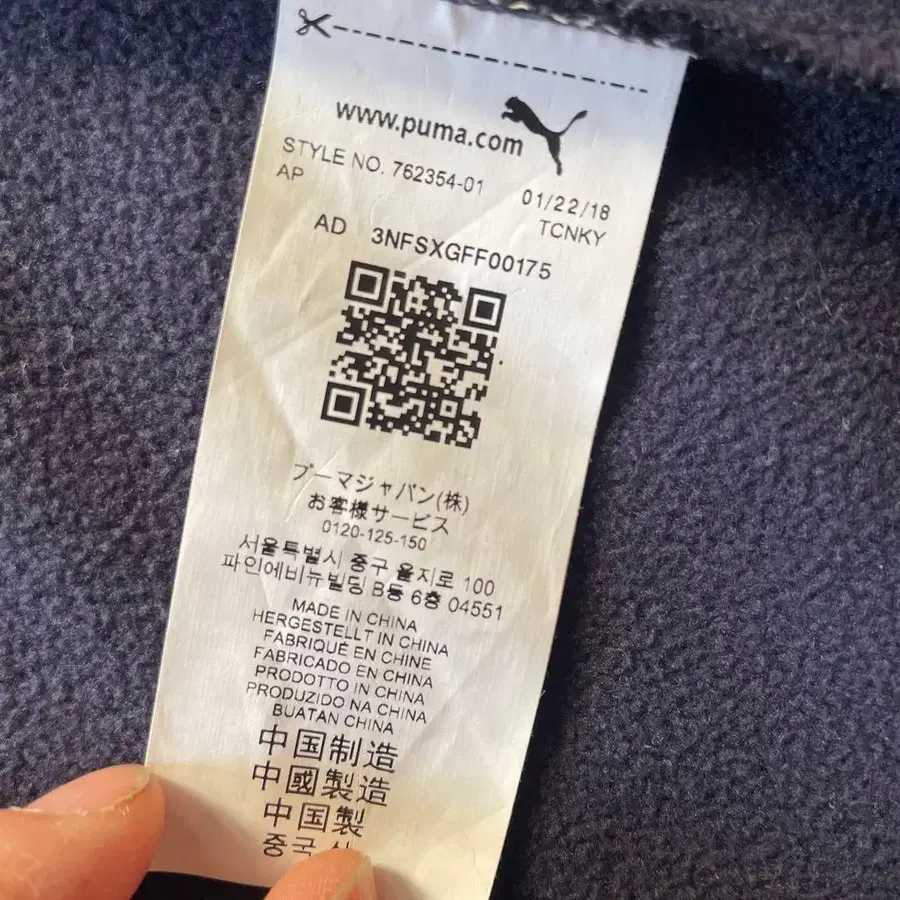 www.puma.com
STYLE NO. 762354-01 01/22/18
AP TCNKY
AD 3NFSXGFF00175
プーマジャパン(株)
お客様サービス
0120-125-150
서울특별시 중구 을지로 100
파인에비뉴빌딩 B동 6층 04551
MADE IN CHINA
HERGESTELLT IN CHINA
FABRIQUÉ EN CHINE
FABRICADO EN CHINA
PRODOTTO IN CHINA
PRODUZIDO NA CHINA
BUATAN CHINA
中国制造
中國製造
中国製
중국